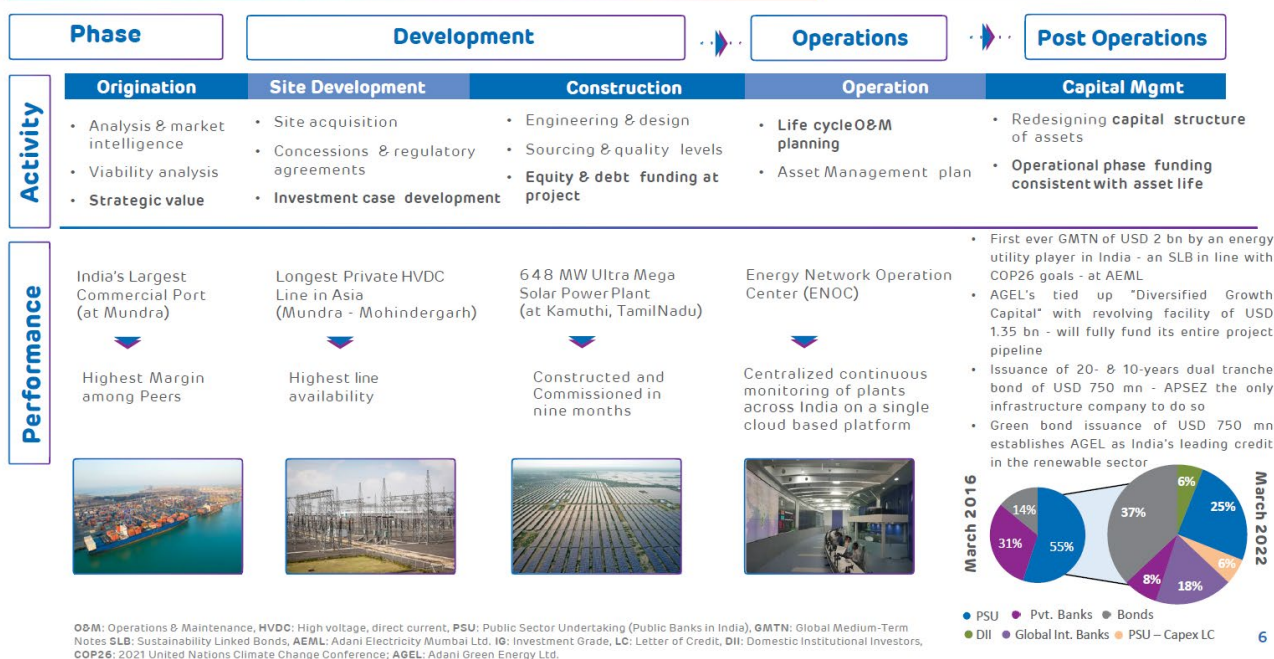 Phase
Development
Operations
Post Operations
Activity
Origination
Site Development
Construction
Operation
Capital Mgmt
• Analysis & market
intelligence
• Viability analysis
• Strategic value
• Site acquisition
• Concessions & regulatory
agreements
• Investment case development
• Engineering & design
• Sourcing & quality levels
• Equity & debt funding at
project
• Life cycle O&M
planning
• Asset Management plan
• Redesigning capital structure
of assets
• Operational phase funding
consistent with asset life
Performance
India's Largest
Commercial Port
(at Mundra)
Highest Margin
among Peers
Longest Private HVDC
Line in Asia
(Mundra - Mohindergarh)
Highest line
availability
648 MW Ultra Mega
Solar Power Plant
(at Kamuthi, TamilNadu)
Constructed and
Commissioned in
nine months
Energy Network Operation
Center (ENOC)
Centralized continuous
monitoring of plants
across India on a single
cloud based platform
• First ever GMTN of USD 2 bn by an energy
utility player in India - an SLB in line with
COP26 goals - at AEML
• AGEL's tied up "Diversified Growth
Capital" with revolving facility of USD
1.35 bn - will fully fund its entire project
pipeline
• Issuance of 20- & 10-years dual tranche
bond of USD 750 mn - APSEZ the only
infrastructure company to do so
• Green bond issuance of USD 750 mn
establishes AGEL as India's leading credit
in the renewable sector
March 2016
14%
31%
55%
6%
25%
37%
6%
8%
18%
March 2022
PSU
Pvt. Banks
Bonds
DII
Global Int. Banks
PSU – Capex LC
O&M: Operations & Maintenance, HVDC: High voltage, direct current, PSU: Public Sector Undertaking (Public Banks in India), GMTN: Global Medium-Term
Notes SLB: Sustainability Linked Bonds, AEML: Adani Electricity Mumbai Ltd. IG: Investment Grade, LC: Letter of Credit, DII: Domestic Institutional Investors,
COP26: 2021 United Nations Climate Change Conference; AGEL: Adani Green Energy Ltd.
6